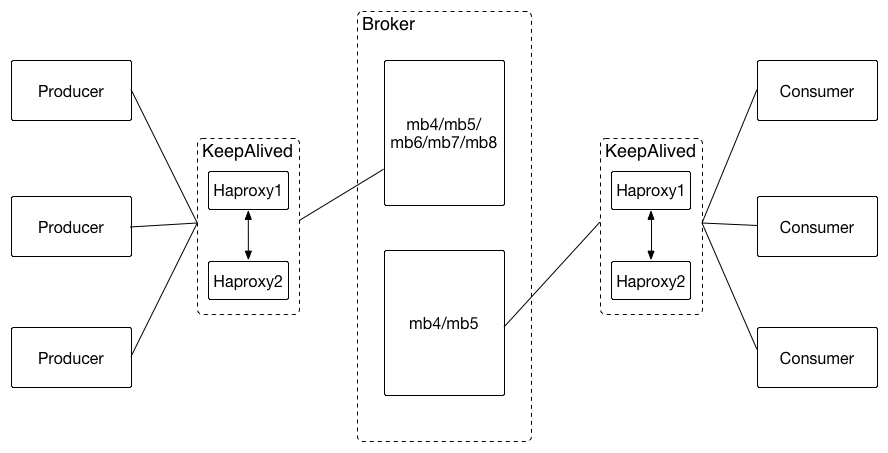 Broker
Producer
Producer
Producer
KeepAlived
Haproxy1
Haproxy2
mb4/mb5/
mb6/mb7/mb8
mb4/mb5
KeepAlived
Haproxy1
Haproxy2
Consumer
Consumer
Consumer